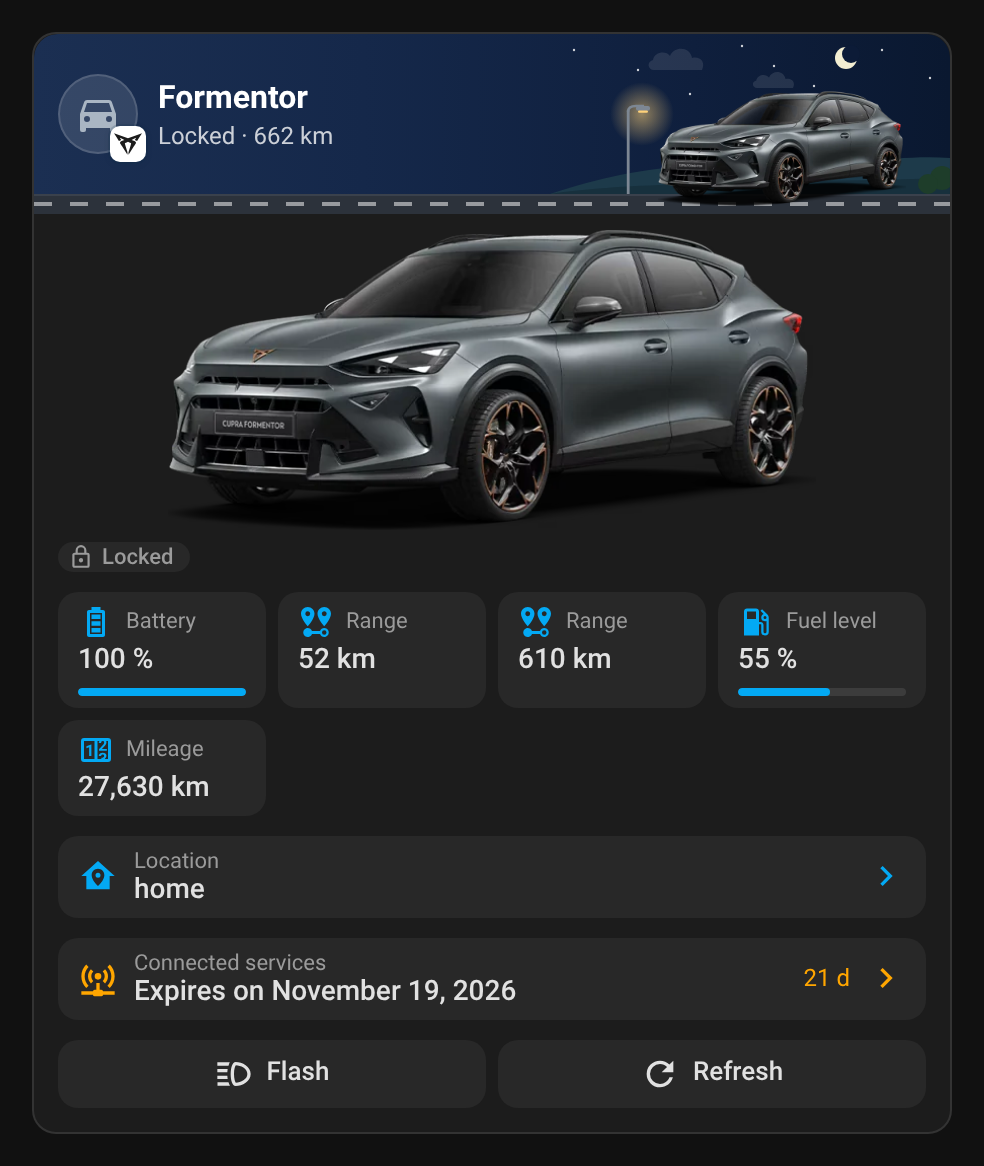 Formentor
Locked · 662 km
CUPRA FORMENTOR
Locked
Battery
100 %
Range
52 km
Range
610 km
Fuel level
55 %
Mileage
27,630 km
Location
home
Connected services
Expires on November 19, 2026
21 d
Flash
Refresh